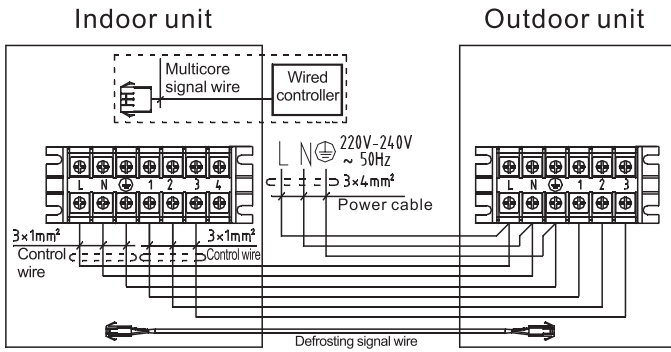 Indoor unit
Outdoor unit
Multicore
signal wire
Wired
controller
L N 220V-240V
~ 50Hz
3×4mm²
Power cable
L N 1 2 3 4
L N 1 2 3
3×1mm²
Control
wire
3×1mm²
Control wire
Defrosting signal wire